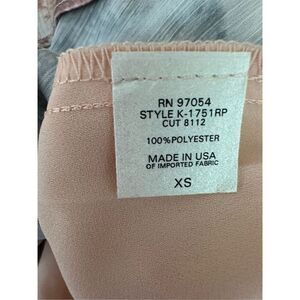 RN 97054
STYLE K-1751RP
CUT 8112
100%POLYESTER
MADE IN USA
OF IMPORTED FABRIC
XS